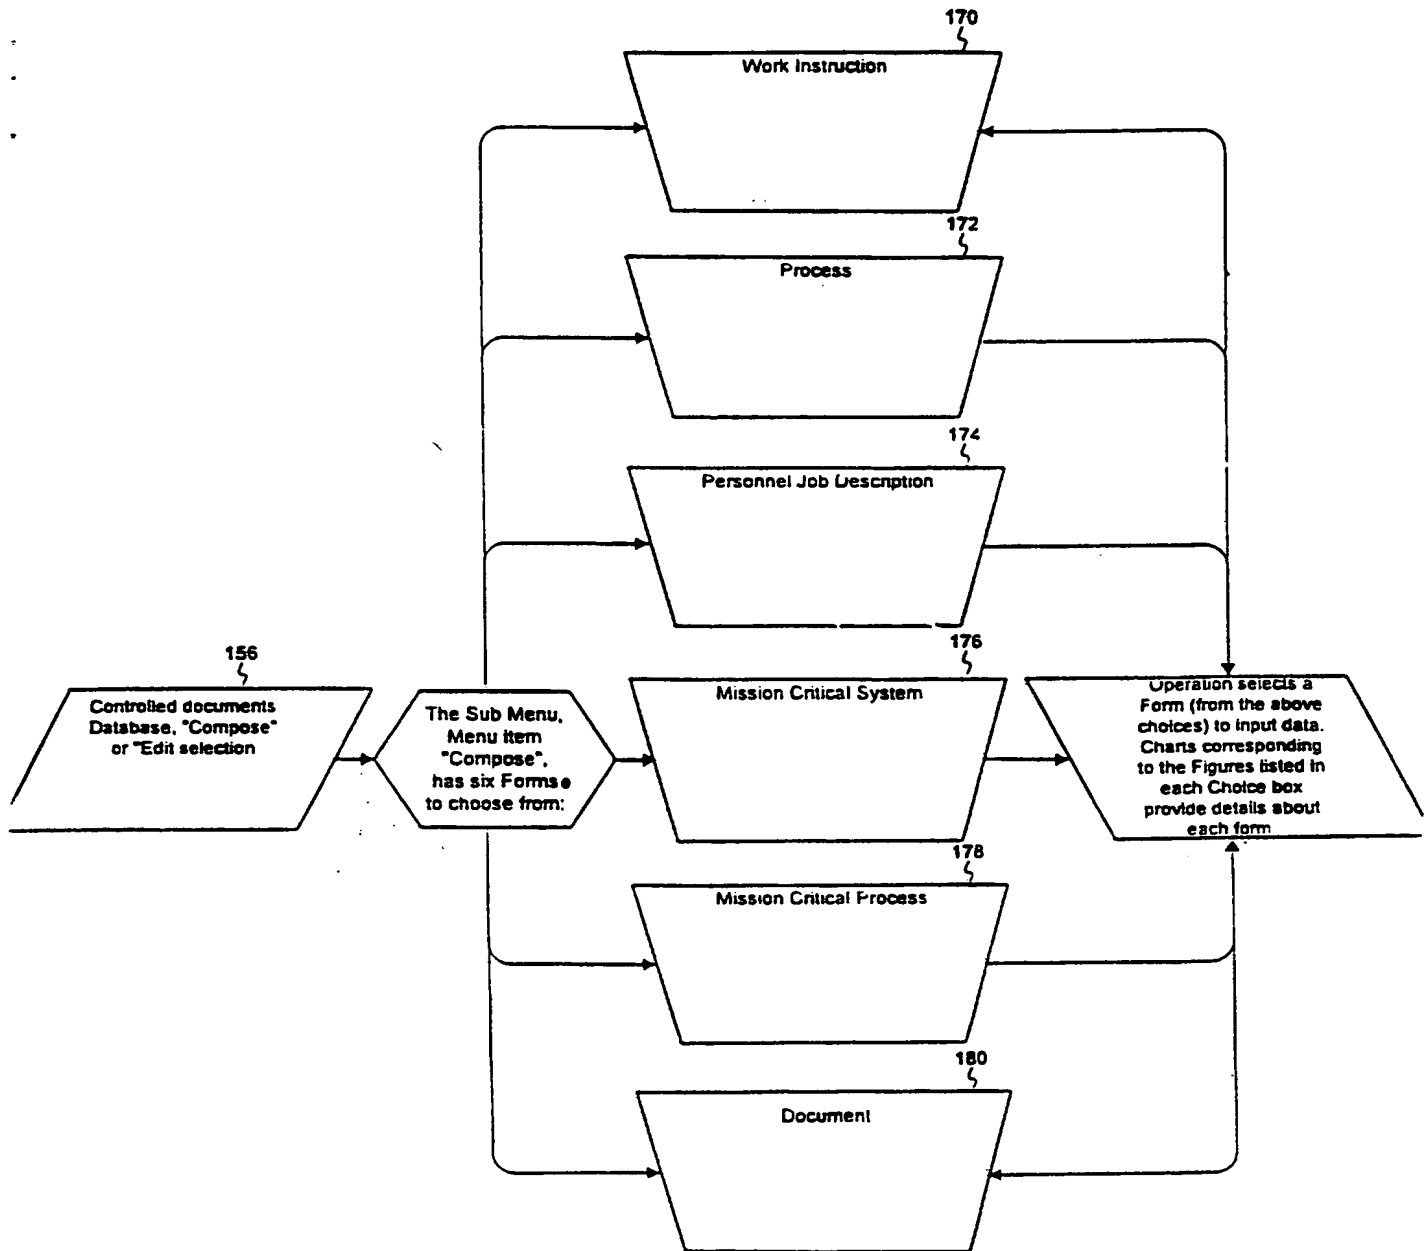 170
Work Instruction
172
Process
174
Personnel Job Description
156
Controlled documents
Database, "Compose"
or "Edit selection
The Sub Menu,
Menu Item
"Compose",
has six Forms
to choose from:
176
Mission Critical System
Operation selects a
Form (from the above
choices) to input data.
Charts corresponding
to the Figures listed in
each Choice box
provide details about
each form
178
Mission Critical Process
180
Document